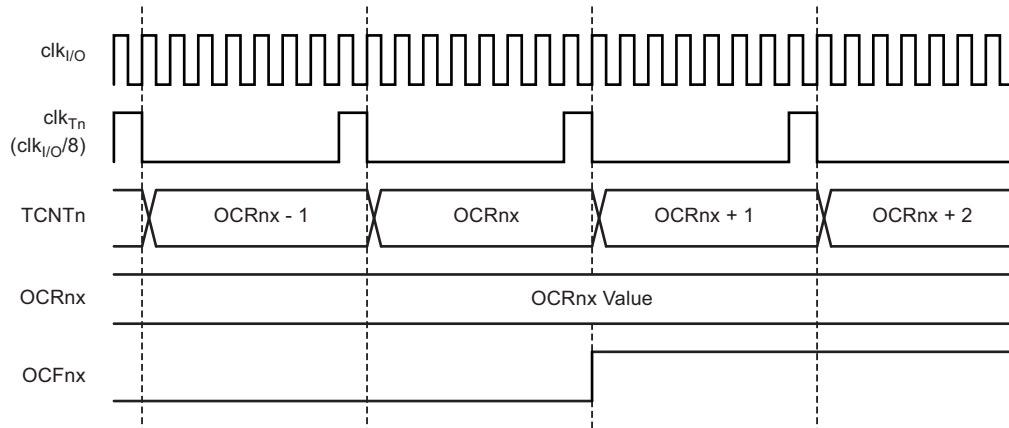 clkI/O
clkTn
(clkI/O/8)
TCNTn
OCRnx - 1
OCRnx
OCRnx + 1
OCRnx + 2
OCRnx
OCRnx Value
OCFnx